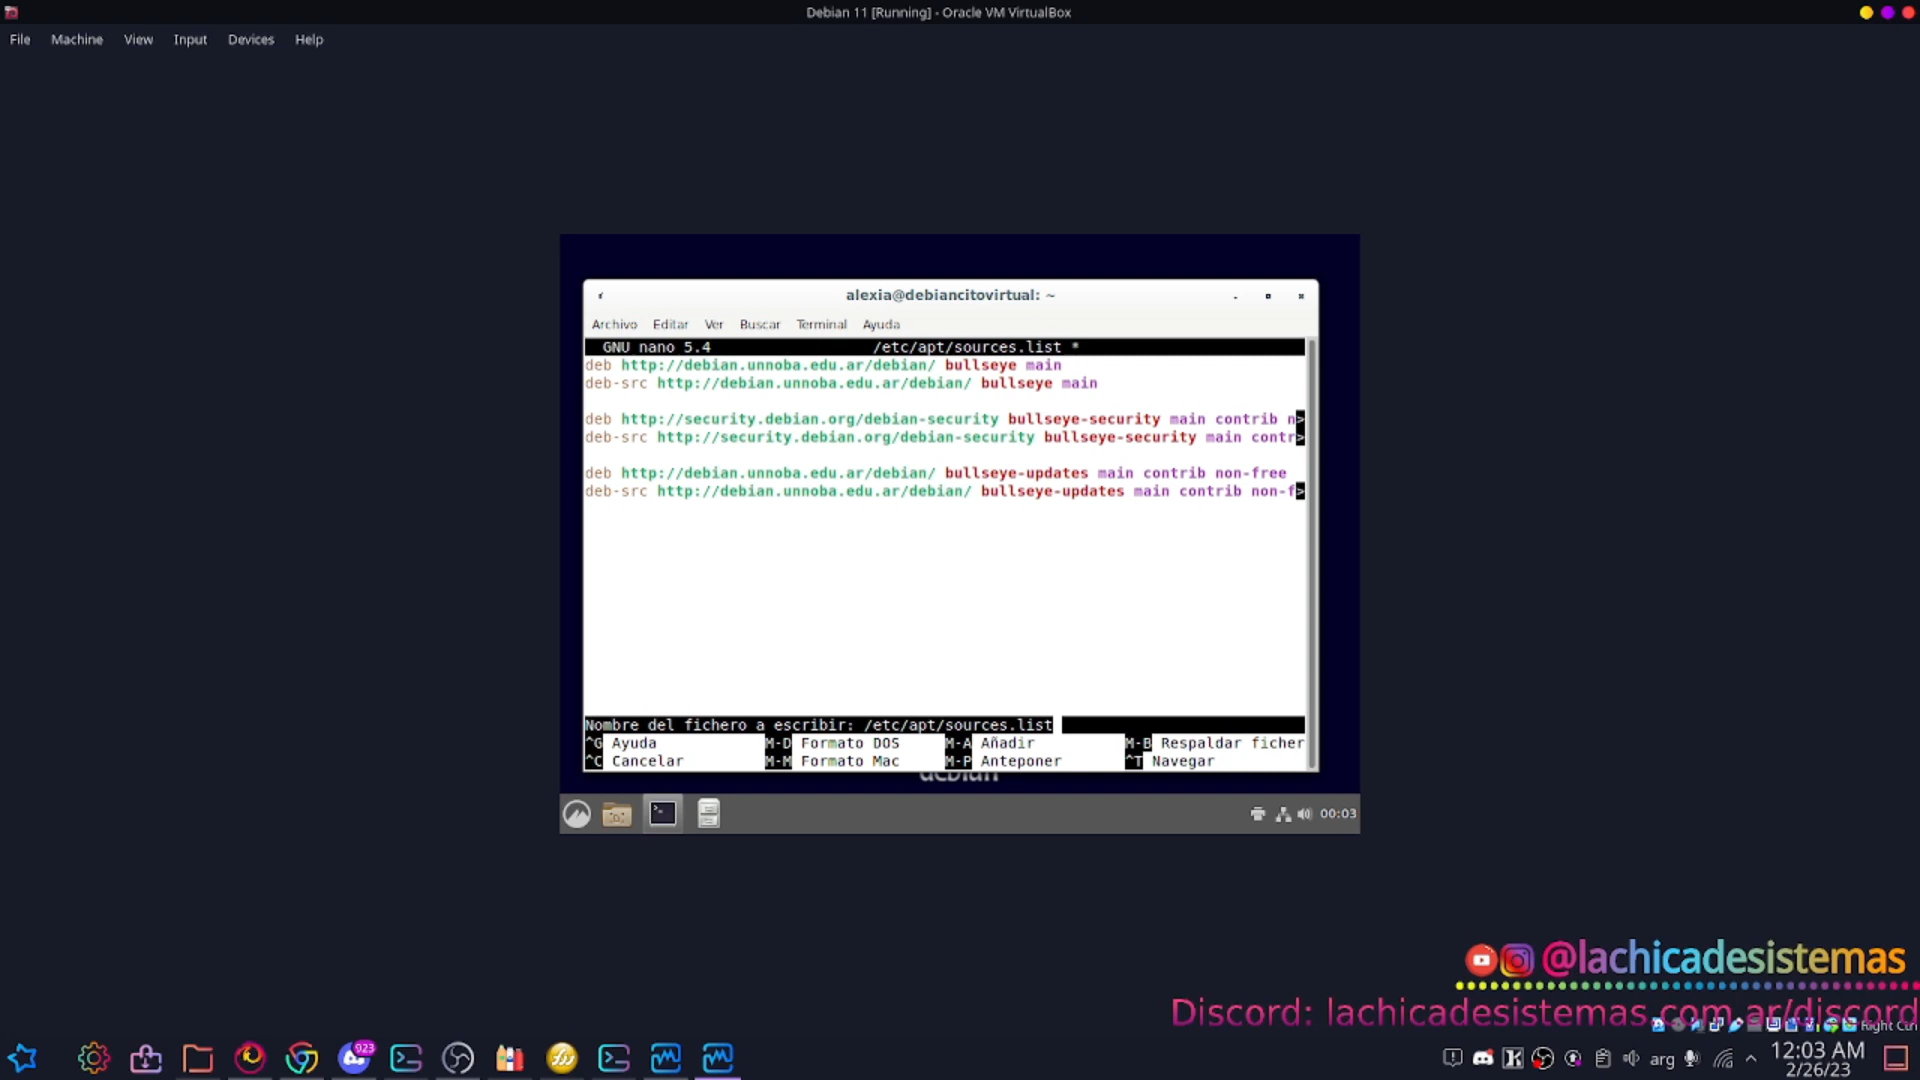 Debian 11 [Running] - Oracle VM VirtualBox
File Machine View Input Devices Help
alexia@debiancitovirtual: ~
Archivo Editar Ver Buscar Terminal Ayuda
GNU nano 5.4 /etc/apt/sources.list *
deb http://debian.unnoba.edu.ar/debian/ bullseye main
deb-src http://debian.unnoba.edu.ar/debian/ bullseye main
deb http://security.debian.org/debian-security bullseye-security main contrib n>
deb-src http://security.debian.org/debian-security bullseye-security main contr>
deb http://debian.unnoba.edu.ar/debian/ bullseye-updates main contrib non-free
deb-src http://debian.unnoba.edu.ar/debian/ bullseye-updates main contrib non-f>
Nombre del fichero a escribir: /etc/apt/sources.list
^G Ayuda M-D Formato DOS M-A Añadir M-B Respaldar ficher
^C Cancelar M-M Formato Mac M-P Anteponer ^T Navegar
debian
00:03
@lachicadesistemas
Discord: lachicadesistemas.com.ar/discord
Right Ctrl
923
arg
12:03 AM
2/26/23